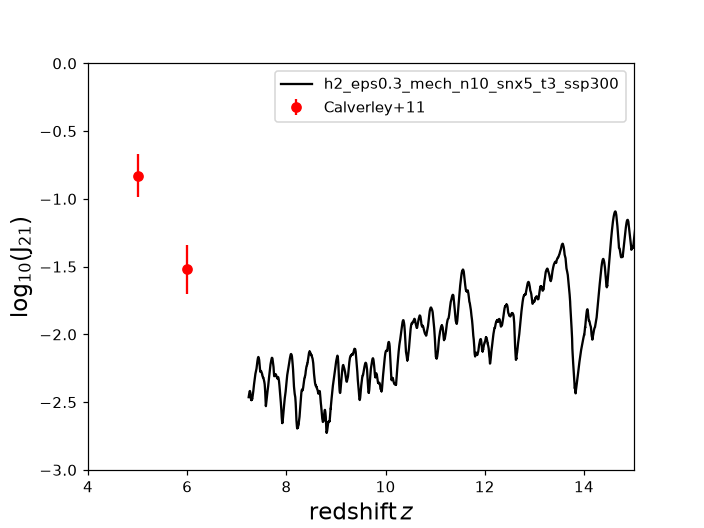 0.0
−0.5
−1.0
−1.5
−2.0
−2.5
−3.0
log₁₀(J₂₁)
h2_eps0.3_mech_n10_snx5_t3_ssp300
Calverley+11
4 6 8 10 12 14
redshift z